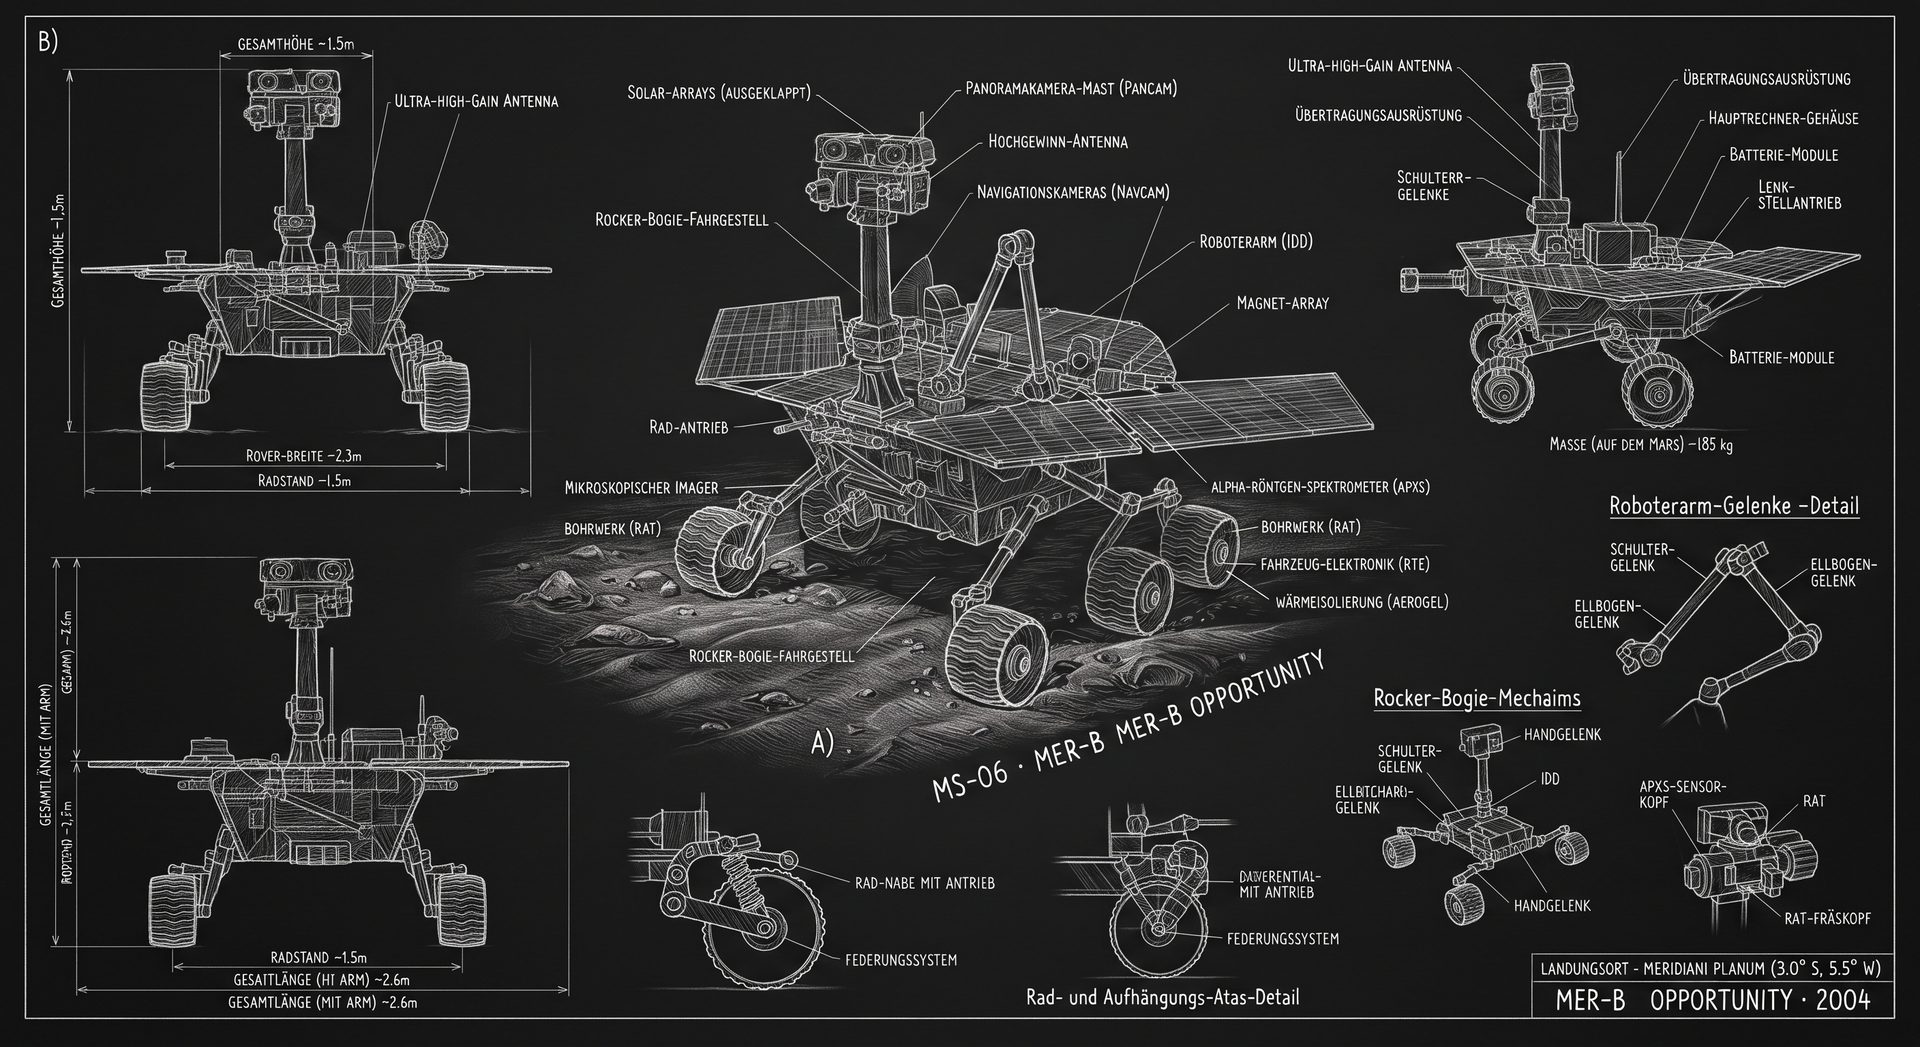 B)
GESAMTHÖHE ~1.5m
ULTRA-HIGH-GAIN ANTENNA
GESAMTHÖHE ~1.5m
ROVER-BREITE ~2.3m
RADSTAND ~1.5m
SOLAR-ARRAYS (AUSGEKLAPPT)
PANORAMAKAMERA-MAST (PANCAM)
HOCHGEWINN-ANTENNA
NAVIGATIONSKAMERAS (NAVCAM)
ROCKER-BOGIE-FAHRGESTELL
ROBOTERARM (IDD)
MAGNET-ARRAY
RAD-ANTRIEB
MIKROSKOPISCHER IMAGER
BOHRWERK (RAT)
ALPHA-RÖNTGEN-SPEKTROMETER (APXS)
BOHRWERK (RAT)
FAHRZEUG-ELEKTRONIK (RTE)
WÄRMEISOLIERUNG (AEROGEL)
ROCKER-BOGIE-FAHRGESTELL
A)
MS-06 · MER-B MER-B OPPORTUNITY
ULTRA-HIGH-GAIN ANTENNA
ÜBERTRAGUNGSAUSRÜSTUNG
SCHULTERR-
GELENKE
ÜBERTRAGUNGSAUSRÜSTUNG
HAUPTRECHNER-GEHÄUSE
BATTERIE-MODULE
LENK-
STELLANTRIEB
BATTERIE-MODULE
MASSE (AUF DEM MARS) ~185 kg
Roboterarm-Gelenke -Detail
SCHULTER-
GELENK
ELLBOGEN-
GELENK
ELLBOGEN-
GELENK
GESAMTLÄNGE (MIT ARM)
RADSTAND ~1.5m
GESATTLÄNGE (HT ARM) ~2.6m
GESAMTLÄNGE (MIT ARM) ~2.6m
RAD-NABE MIT ANTRIEB
FEDERUNGSSYSTEM
MIT ANTRIEB
FEDERUNGSSYSTEM
Rad- und Aufhängungs-Atas-Detail
Rocker-Bogie-Mechaims
HANDGELENK
SCHULTER-
GELENK
IDD
GELENK
HANDGELENK
APXS-SENSOR-
KOPF
RAT
RAT-FRÄSKOPF
LANDUNGSORT - MERIDIANI PLANUM (3.0° S, 5.5° W)
MER-B OPPORTUNITY · 2004